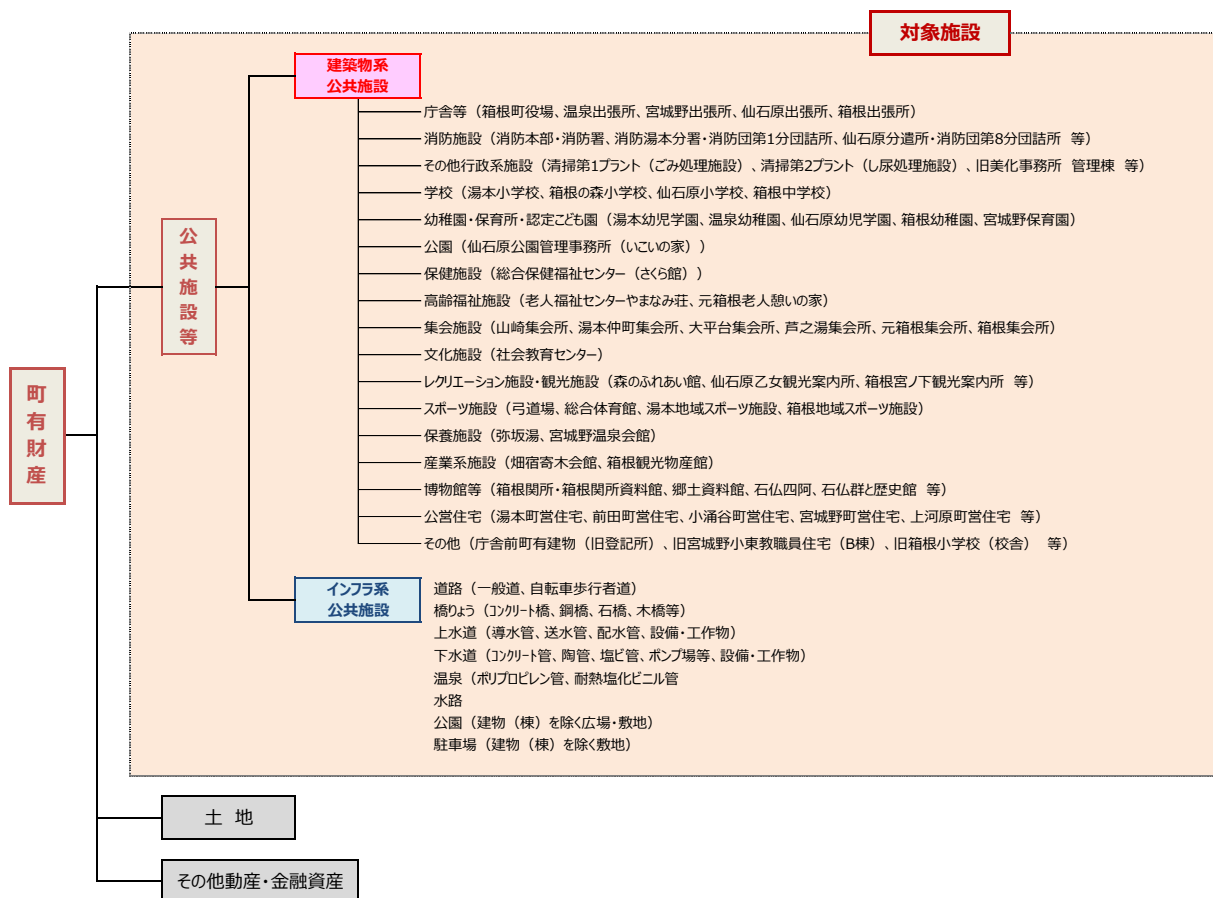 対象施設
建築物系
公共施設
庁舎等（箱根町役場、温泉出張所、宮城野出張所、仙石原出張所、箱根出張所）
消防施設（消防本部・消防署、消防湯本分署・消防団第1分団詰所、仙石原分遣所・消防団第8分団詰所 等）
その他行政系施設（清掃第1プラント（ごみ処理施設）、清掃第2プラント（し尿処理施設）、旧美化事務所 管理棟 等）
学校（湯本小学校、箱根の森小学校、仙石原小学校、箱根中学校）
幼稚園・保育所・認定こども園（湯本幼児学園、温泉幼稚園、仙石原幼児学園、箱根幼稚園、宮城野保育園）
公園（仙石原公園管理事務所（いこいの家））
保健施設（総合保健福祉センター（さくら館））
高齢福祉施設（老人福祉センターやまなみ荘、元箱根老人憩いの家）
集会施設（山崎集会所、湯本仲町集会所、大平台集会所、芦之湯集会所、元箱根集会所、箱根集会所）
文化施設（社会教育センター）
レクリエーション施設・観光施設（森のふれあい館、仙石原乙女観光案内所、箱根宮ノ下観光案内所 等）
スポーツ施設（弓道場、総合体育館、湯本地域スポーツ施設、箱根地域スポーツ施設）
保養施設（弥坂湯、宮城野温泉会館）
産業系施設（畑宿寄木会館、箱根観光物産館）
博物館等（箱根関所・箱根関所資料館、郷土資料館、石仏四阿、石仏群と歴史館 等）
公営住宅（湯本町営住宅、前田町営住宅、小涌谷町営住宅、宮城野町営住宅、上河原町営住宅 等）
その他（庁舎前町有建物（旧登記所）、旧宮城野小東教職員住宅（B棟）、旧箱根小学校（校舎） 等）
公共施設等
町有財産
インフラ系
公共施設
道路（一般道、自転車歩行者道）
橋りょう（コンクリート橋、鋼橋、石橋、木橋等）
上水道（導水管、送水管、配水管、設備・工作物）
下水道（コンクリート管、陶管、塩ビ管、ポンプ場等、設備・工作物）
温泉（ポリプロピレン管、耐熱塩化ビニル管
水路
公園（建物（棟）を除く広場・敷地）
駐車場（建物（棟）を除く敷地）
土 地
その他動産・金融資産